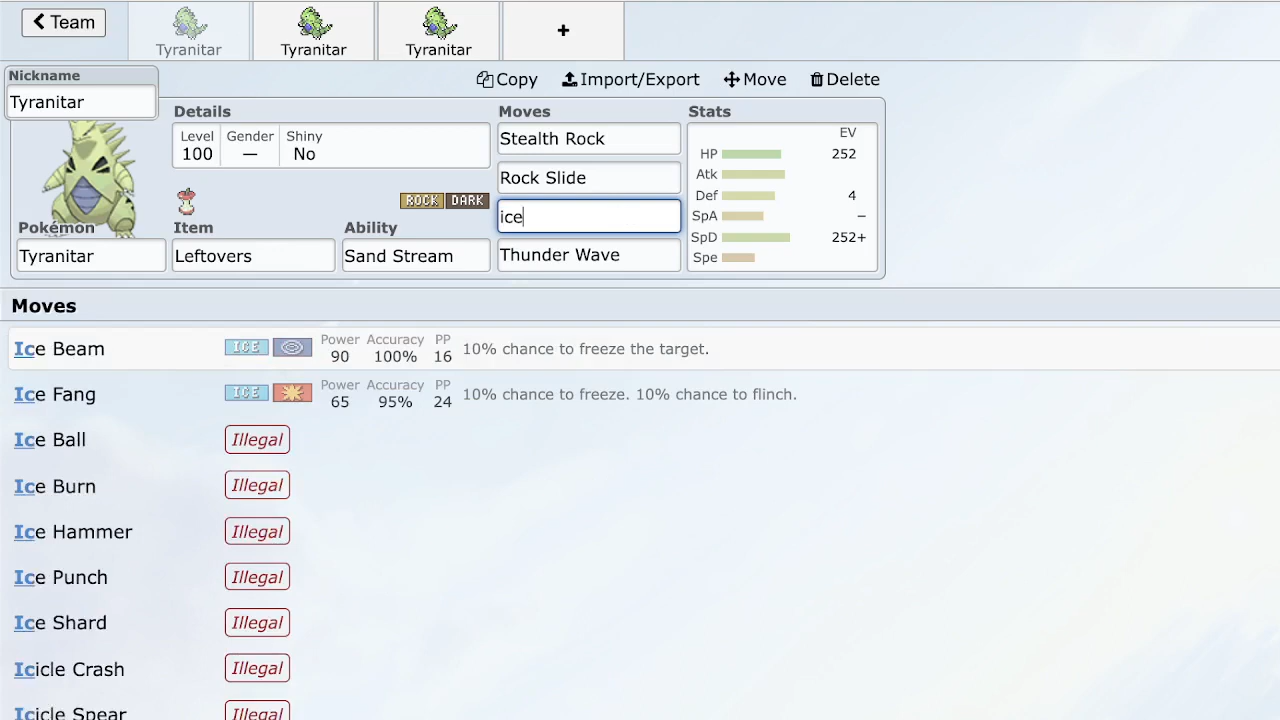 Team
Tyranitar
Tyranitar
Tyranitar
+
Nickname
Tyranitar
Copy
Import/Export
Move
Delete
Details
Level
100
Gender
—
Shiny
No
ROCK DARK
Pokémon
Tyranitar
Item
Leftovers
Ability
Sand Stream
Moves
Stealth Rock
Rock Slide
ice
Thunder Wave
Stats
EV
HP 252
Atk
Def 4
SpA –
SpD 252+
Spe
Moves
Ice Beam ICE Power 90 Accuracy 100% PP 16 10% chance to freeze the target.
Ice Fang ICE Power 65 Accuracy 95% PP 24 10% chance to freeze. 10% chance to flinch.
Ice Ball Illegal
Ice Burn Illegal
Ice Hammer Illegal
Ice Punch Illegal
Ice Shard Illegal
Icicle Crash Illegal
Icicle Spear Illegal